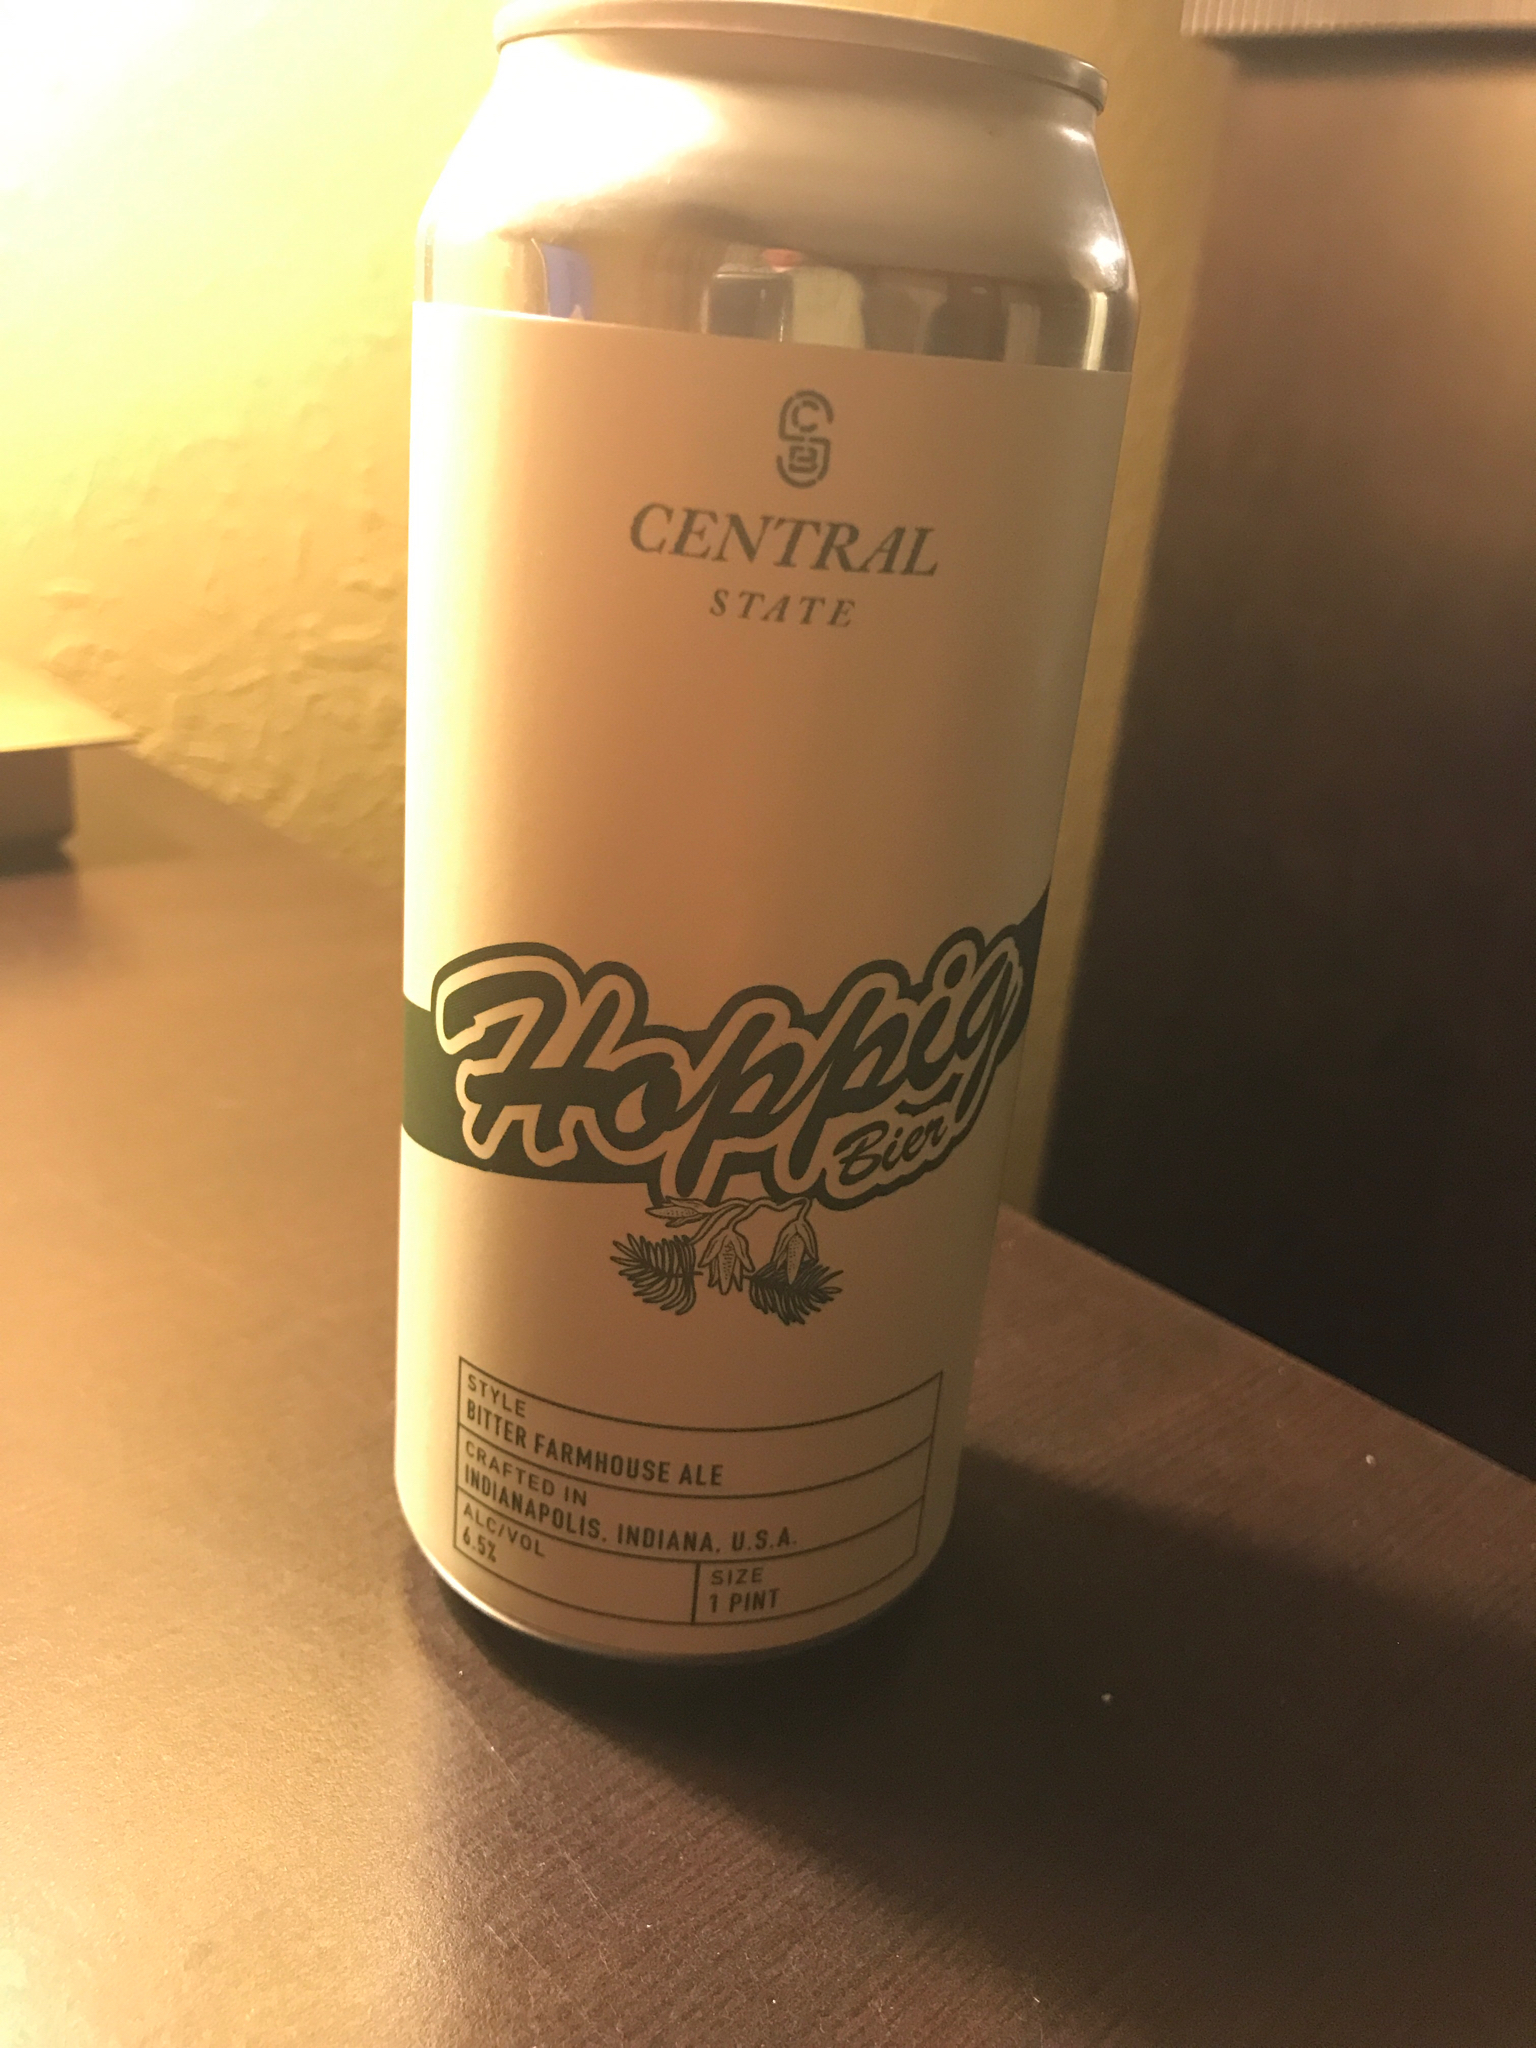 CSB
CENTRAL
STATE
Hoppig
Bier
STYLE
BITTER FARMHOUSE ALE
CRAFTED IN
INDIANAPOLIS, INDIANA, U.S.A.
ALC/VOL
6.5%
SIZE
1 PINT